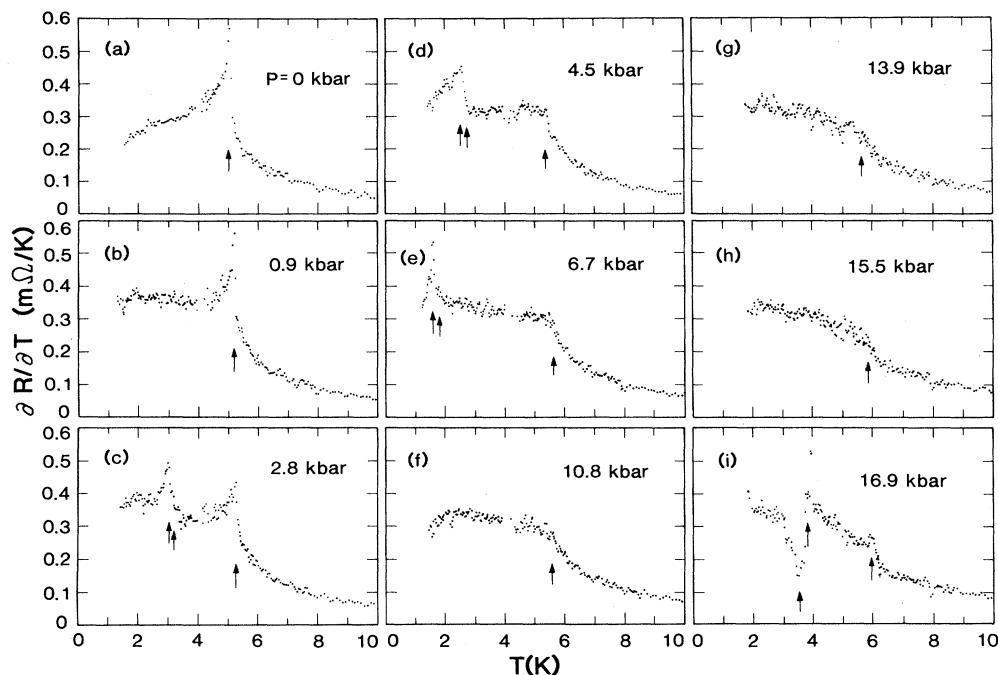 (a)
P= 0 kbar
(b)
0.9 kbar
(c)
2.8 kbar
(d)
4.5 kbar
(e)
6.7 kbar
(f)
10.8 kbar
(g)
13.9 kbar
(h)
15.5 kbar
(i)
16.9 kbar
∂ R/∂T (mΩ/K)
0.6
0.5
0.4
0.3
0.2
0.1
0
0.6
0.5
0.4
0.3
0.2
0.1
0
0.6
0.5
0.4
0.3
0.2
0.1
0
0 2 4 6 8 10
0 2 4 6 8 10
2 4 6 8 10
T(K)